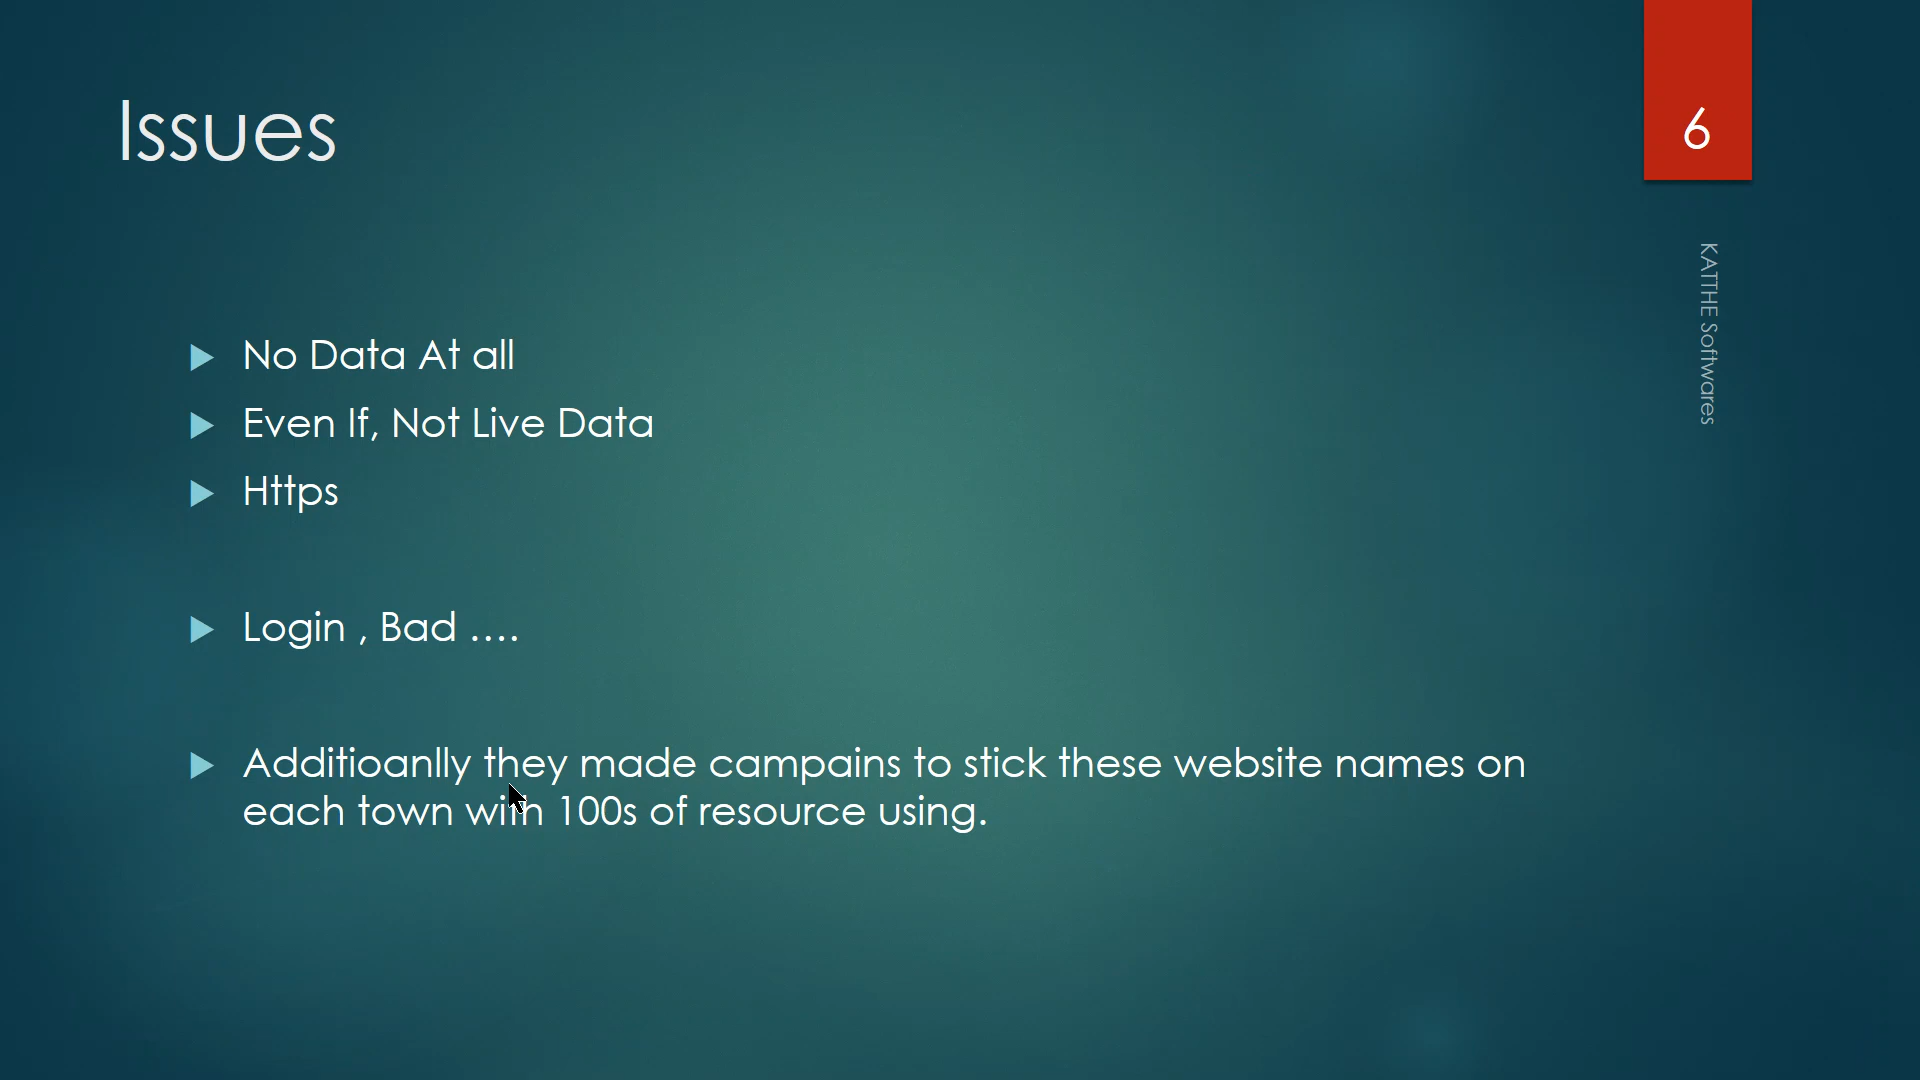 Issues
6
KATTHE Softwares
No Data At all
Even If, Not Live Data
Https
Login , Bad ....
Additioanlly they made campains to stick these website names on
each town with 100s of resource using.